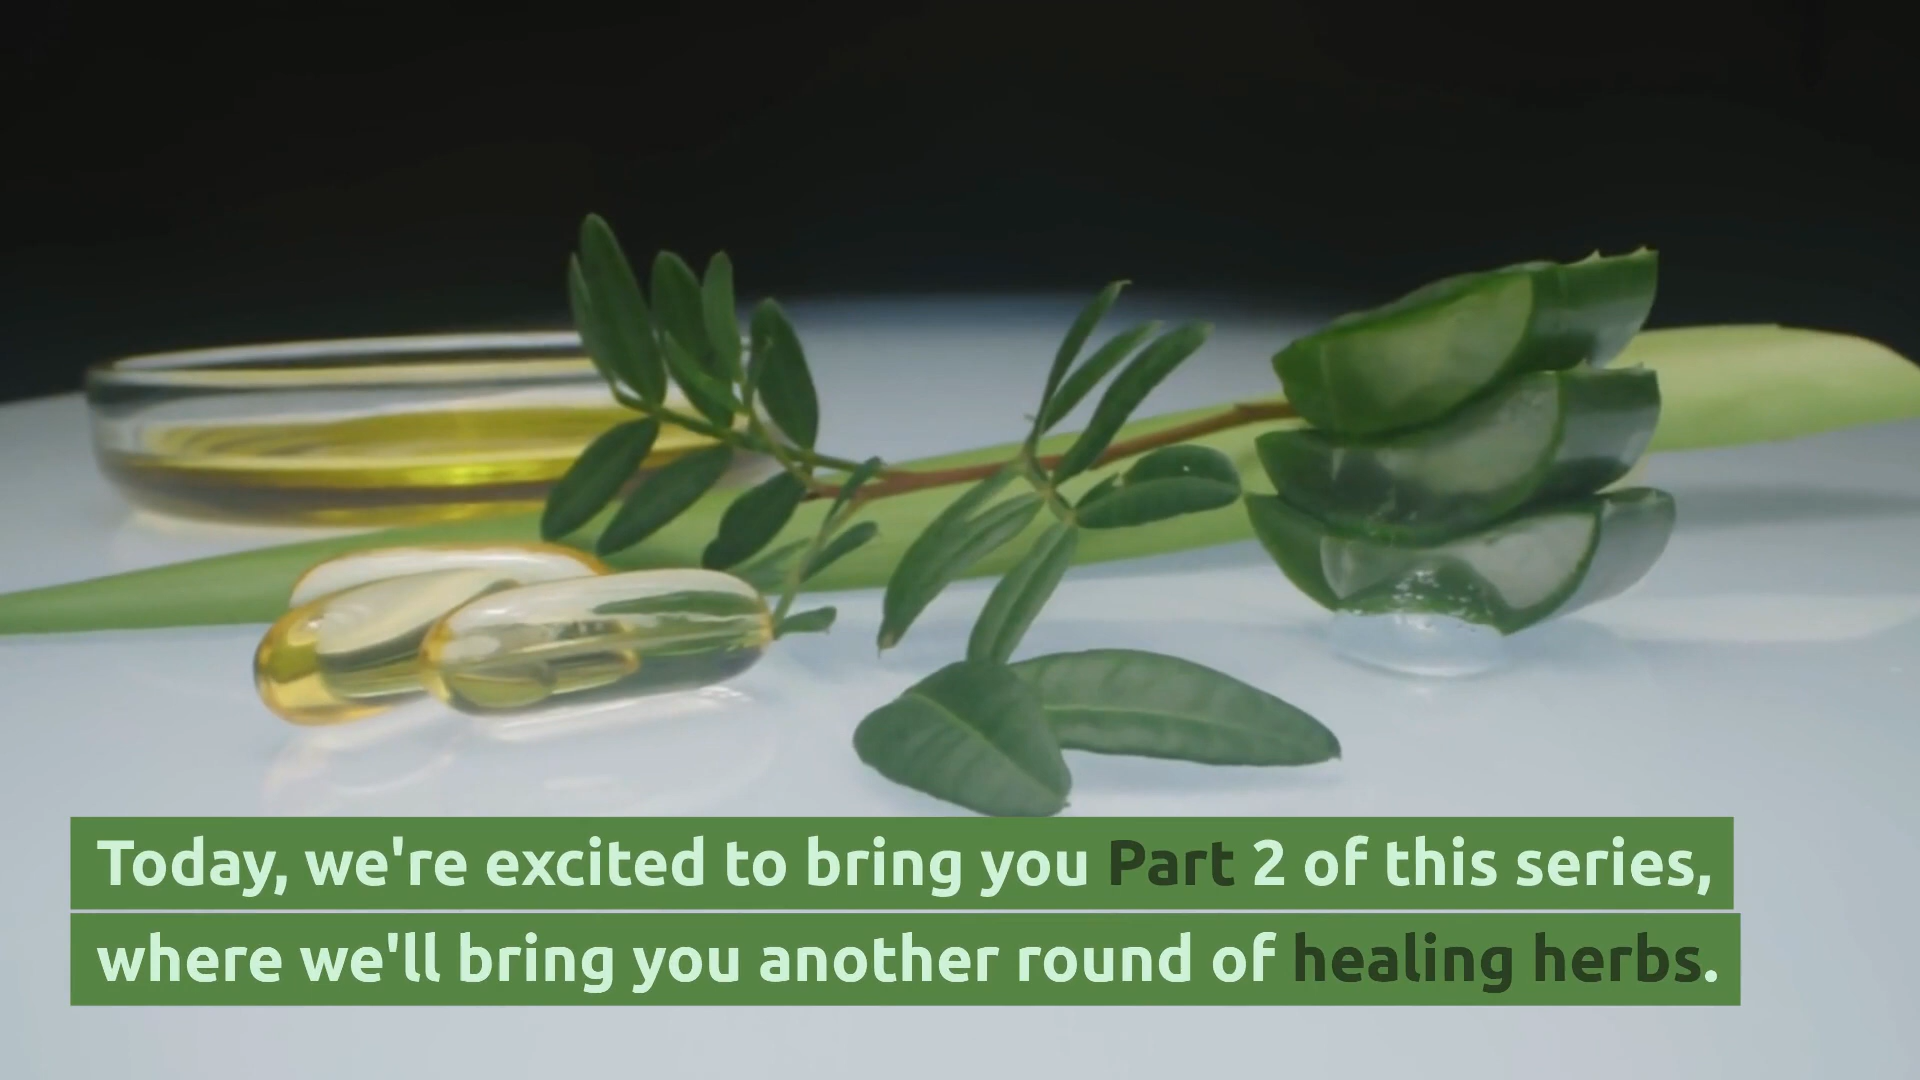 Today, we're excited to bring you Part 2 of this series,
where we'll bring you another round of healing herbs.